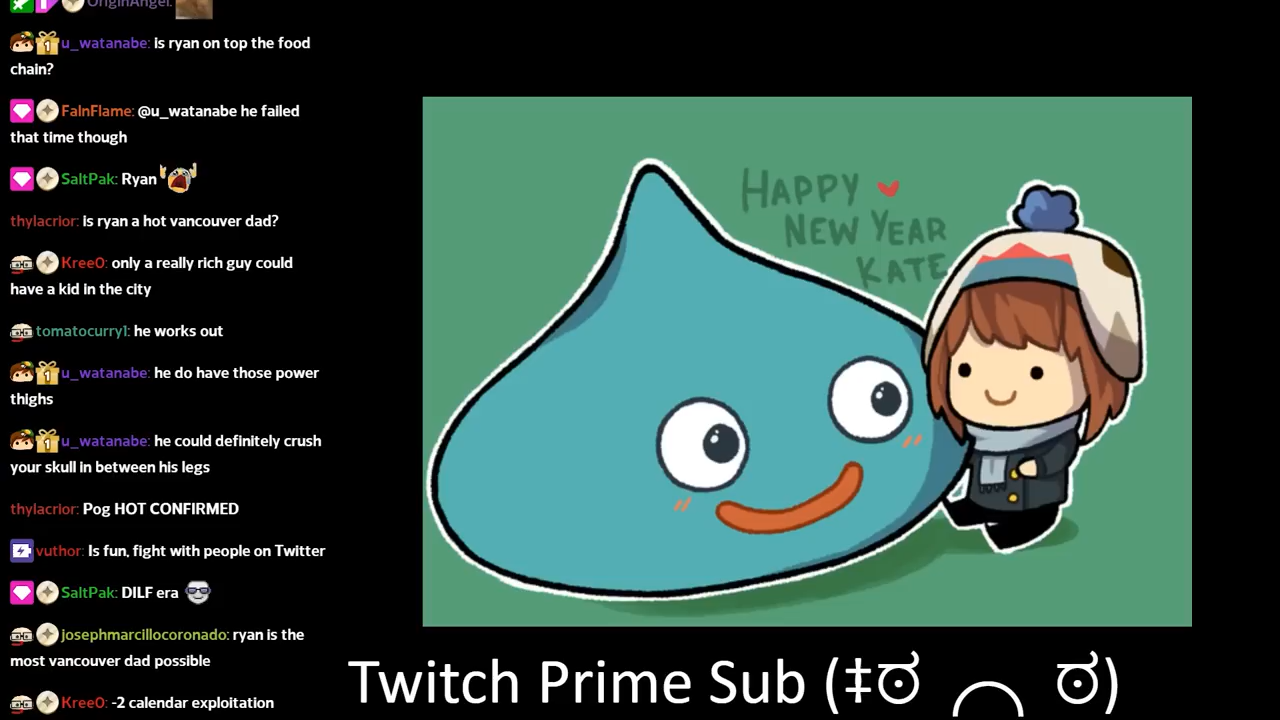 OriginAngel:
u_watanabe: is ryan on top the food
chain?
FalnFlame: @u_watanabe he failed
that time though
SaltPak: Ryan
thylacrior: is ryan a hot vancouver dad?
KreeO: only a really rich guy could
have a kid in the city
tomatocurry1: he works out
u_watanabe: he do have those power
thighs
u_watanabe: he could definitely crush
your skull in between his legs
thylacrior: Pog HOT CONFIRMED
vuthor: Is fun, fight with people on Twitter
SaltPak: DILF era
josephmarcillocoronado: ryan is the
most vancouver dad possible
KreeO: -2 calendar exploitation
HAPPY
NEW YEAR
KATE
Twitch Prime Sub (‡ಠ ︵ ಠ)